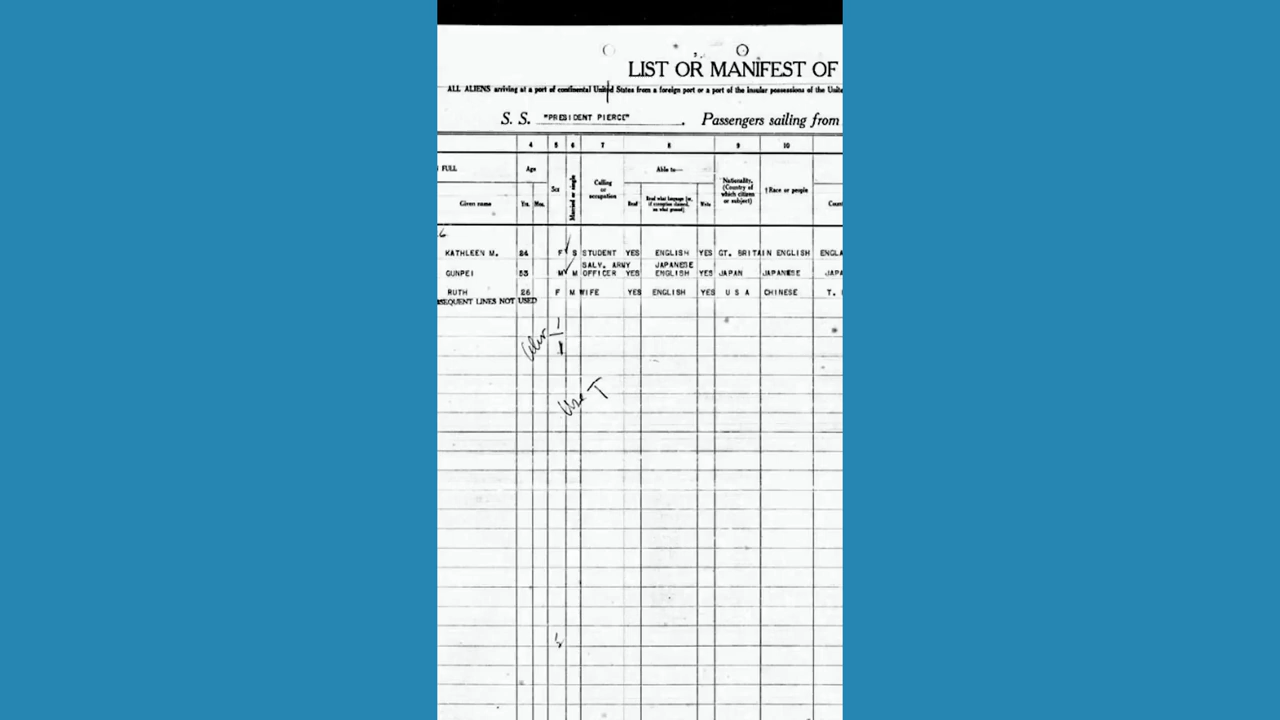 LIST OR MANIFEST OF
ALL ALIENS arriving at a port of continental United States from a foreign port or a port of the insular possessions of the Unite
S. S. "PRESIDENT PIERCE" . Passengers sailing from
4 5 6 7 8 9 10
FULL
Given name
Age
Yrs. Mos.
Sex
Married or single
Calling or occupation
Able to—
Read
Read what language [or, if exemption claimed, on what ground]
Write
Nationality. (Country of which citizen or subject)
†Race or people
Coun
KATHLEEN M. 24 F S STUDENT YES ENGLISH YES GT. BRITAIN ENGLISH ENGLA
SALV. ARMY JAPANESE
GUNPEI 53 M M OFFICER YES ENGLISH YES JAPAN JAPANESE JAPA
RUTH 26 F M WIFE YES ENGLISH YES U S A CHINESE T.
SEQUENT LINES NOT USED